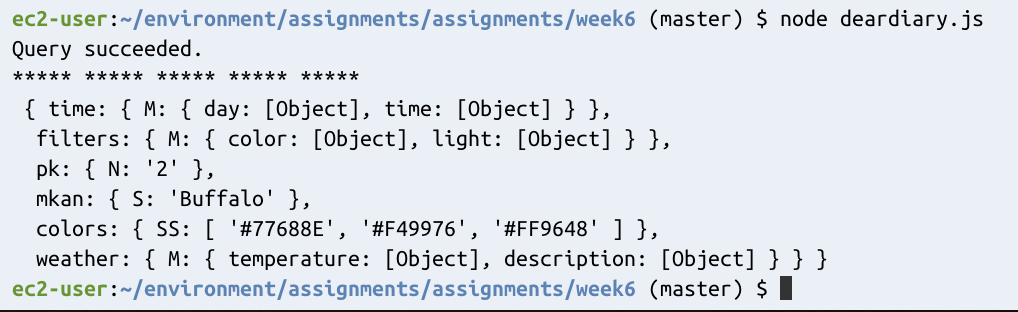 ec2-user:~/environment/assignments/assignments/week6 (master) $ node deardiary.js
Query succeeded.
***** ***** ***** ***** *****
 { time: { M: { day: [Object], time: [Object] } },
  filters: { M: { color: [Object], light: [Object] } },
  pk: { N: '2' },
  mkan: { S: 'Buffalo' },
  colors: { SS: [ '#77688E', '#F49976', '#FF9648' ] },
  weather: { M: { temperature: [Object], description: [Object] } } }
ec2-user:~/environment/assignments/assignments/week6 (master) $